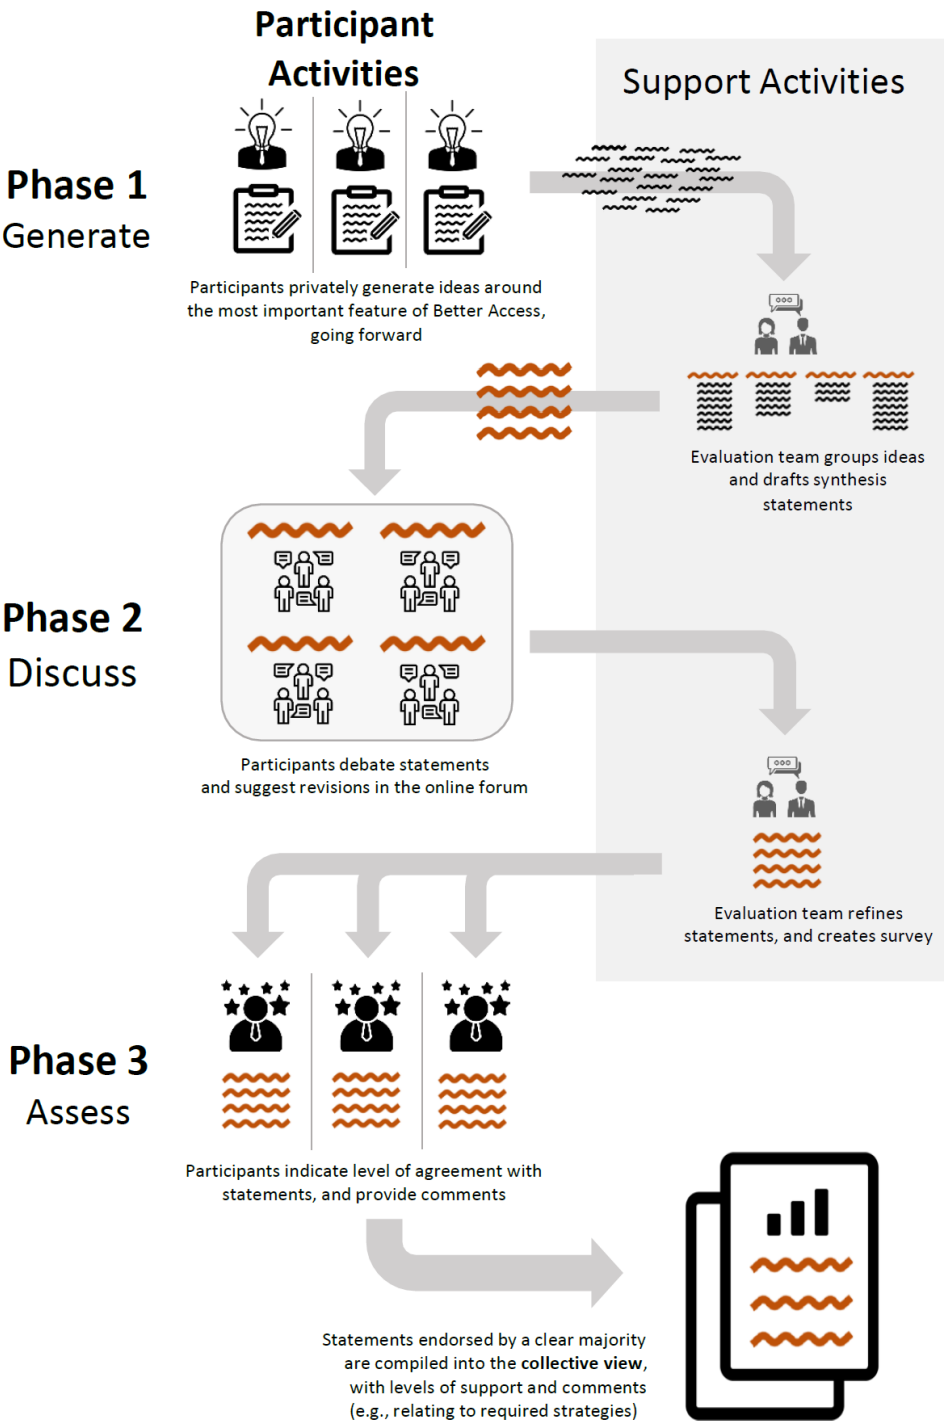 Participant
Activities
Support Activities
Phase 1
Generate
Participants privately generate ideas around
the most important feature of Better Access,
going forward
Evaluation team groups ideas
and drafts synthesis
statements
Phase 2
Discuss
Participants debate statements
and suggest revisions in the online forum
Evaluation team refines
statements, and creates survey
Phase 3
Assess
Participants indicate level of agreement with
statements, and provide comments
Statements endorsed by a clear majority
are compiled into the collective view,
with levels of support and comments
(e.g., relating to required strategies)